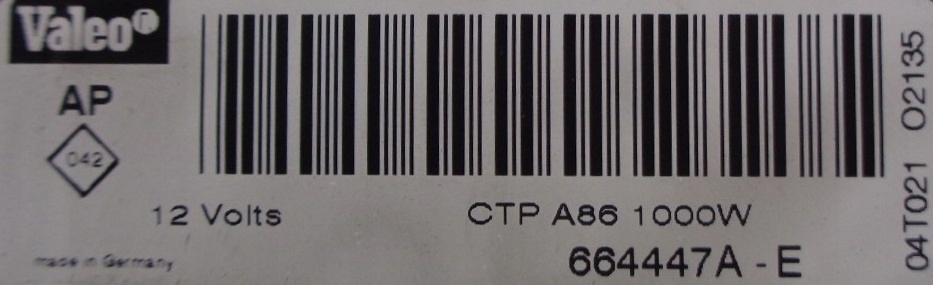 Valeo®
AP
042
12 Volts
CTP A86 1000W
made in Germany
664447A - E
04T021 O2135